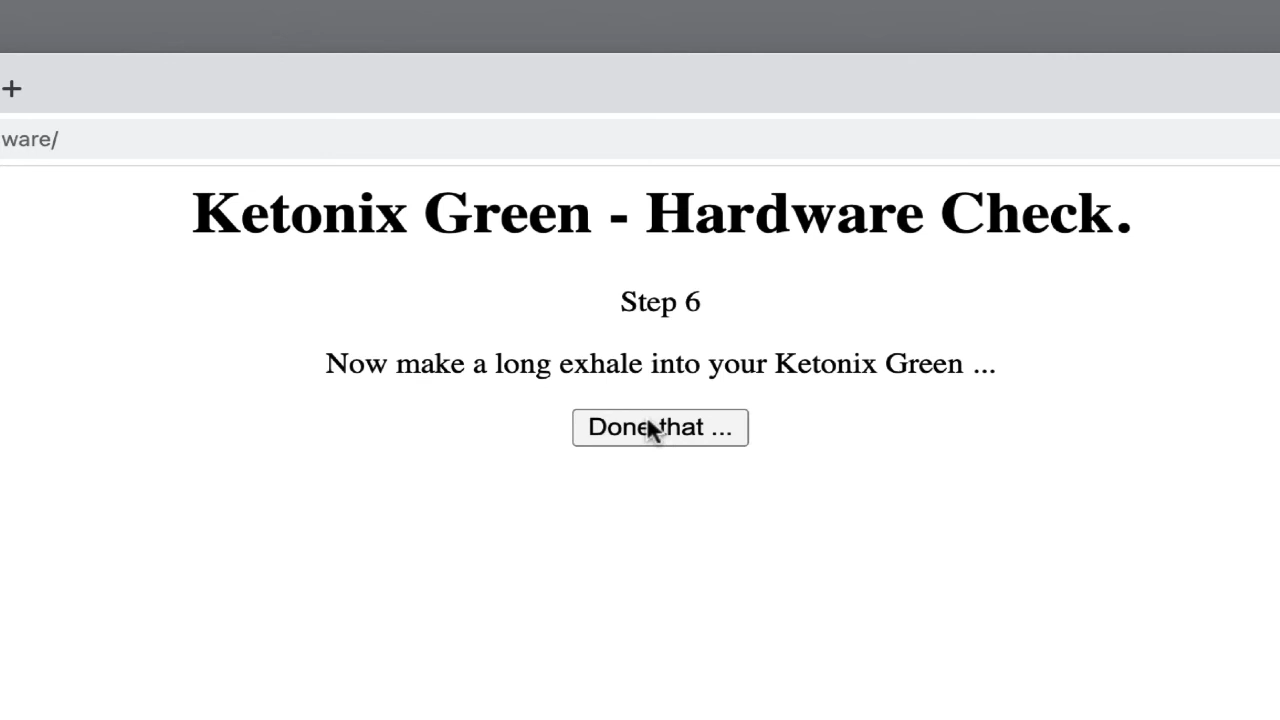 +
ware/
Ketonix Green - Hardware Check.
Step 6
Now make a long exhale into your Ketonix Green ...
Done that ...